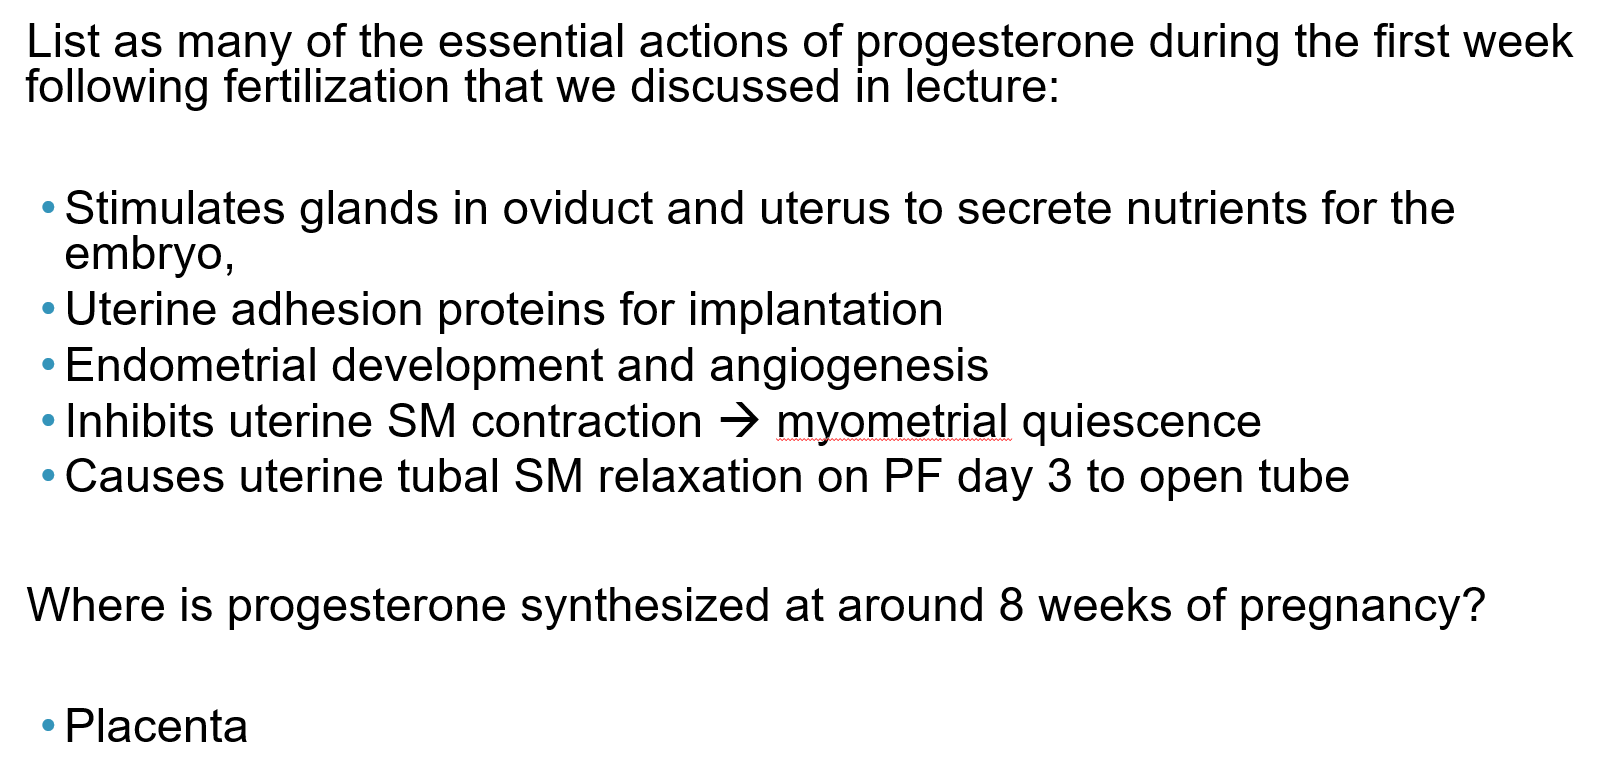 List as many of the essential actions of progesterone during the first week
following fertilization that we discussed in lecture:
• Stimulates glands in oviduct and uterus to secrete nutrients for the
embryo,
• Uterine adhesion proteins for implantation
• Endometrial development and angiogenesis
• Inhibits uterine SM contraction → myometrial quiescence
• Causes uterine tubal SM relaxation on PF day 3 to open tube
Where is progesterone synthesized at around 8 weeks of pregnancy?
• Placenta